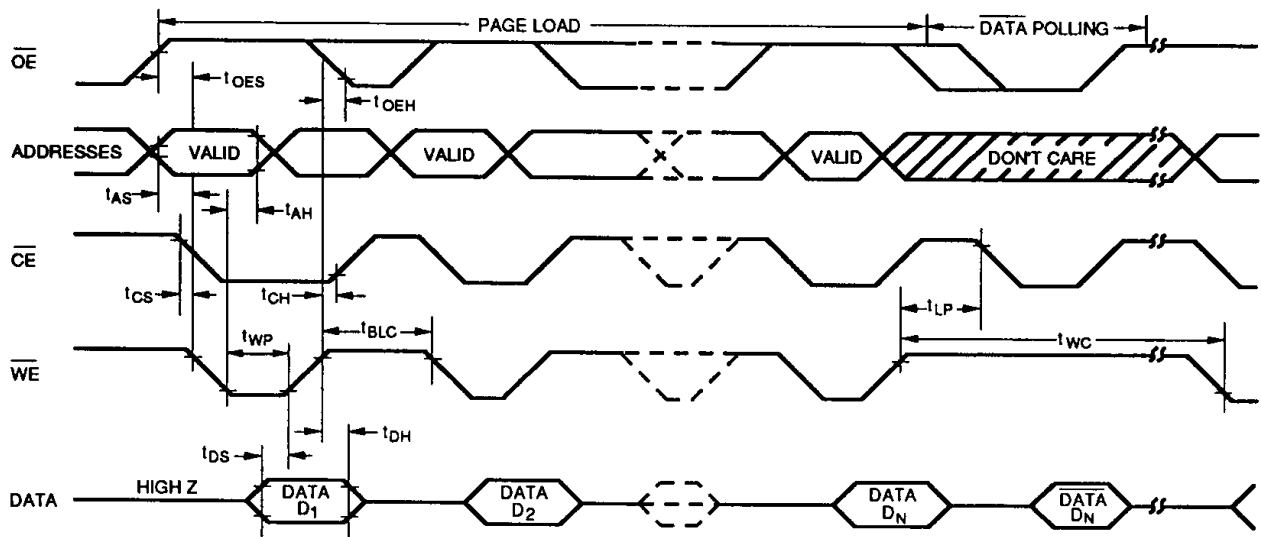 PAGE LOAD
DATA POLLING
OE
tOES
tOEH
ADDRESSES
VALID
VALID
VALID
DON'T CARE
tAS
tAH
CE
tCS
tCH
tLP
tWP
tBLC
tWC
WE
tDS
tDH
DATA
HIGH Z
DATA
D1
DATA
D2
DATA
DN
DATA
DN